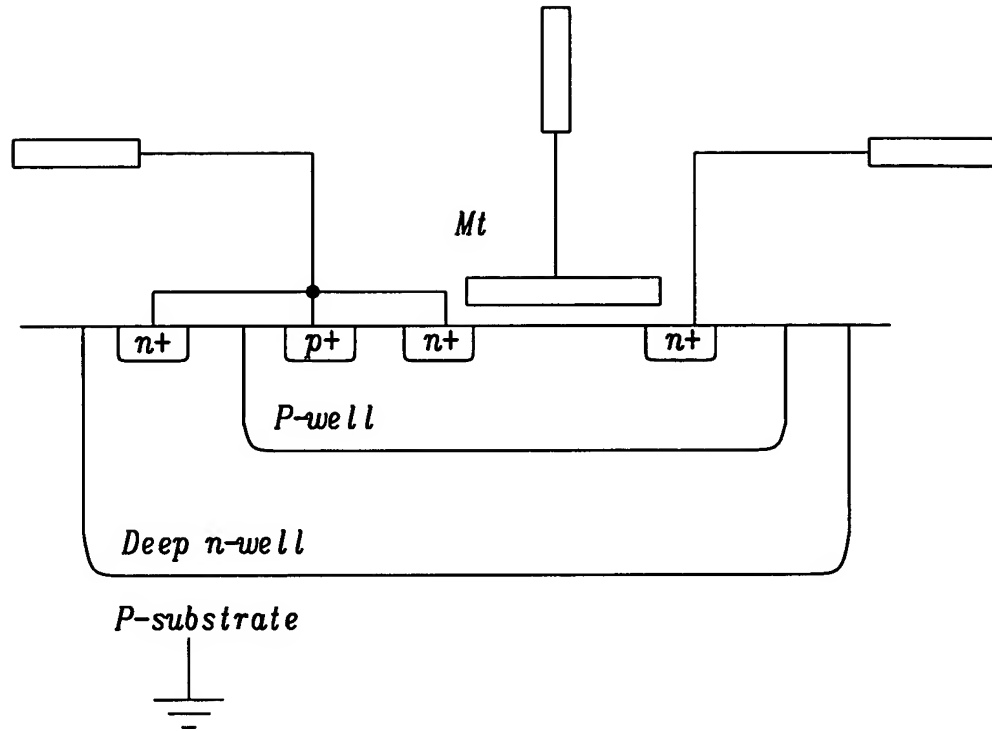 Mt
n+ p+ n+ n+
P-well
Deep n-well
P-substrate